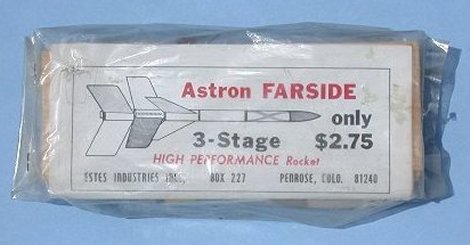 Astron FARSIDE
only
3-Stage $2.75
HIGH PERFORMANCE Rocket
ESTES INDUSTRIES INC., BOX 227 PENROSE, COLO. 81240